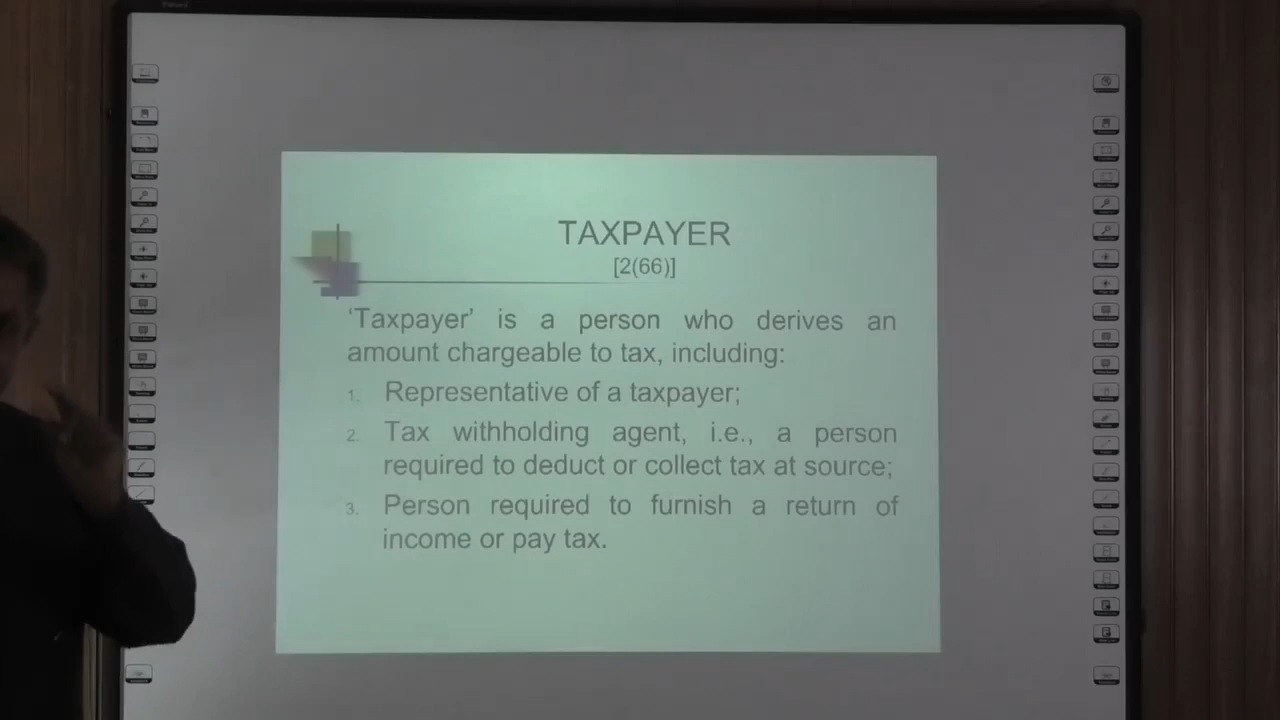 TAXPAYER
[2(66)]
‘Taxpayer’ is a person who derives an
amount chargeable to tax, including:
1. Representative of a taxpayer;
2. Tax withholding agent, i.e., a person
required to deduct or collect tax at source;
3. Person required to furnish a return of
income or pay tax.